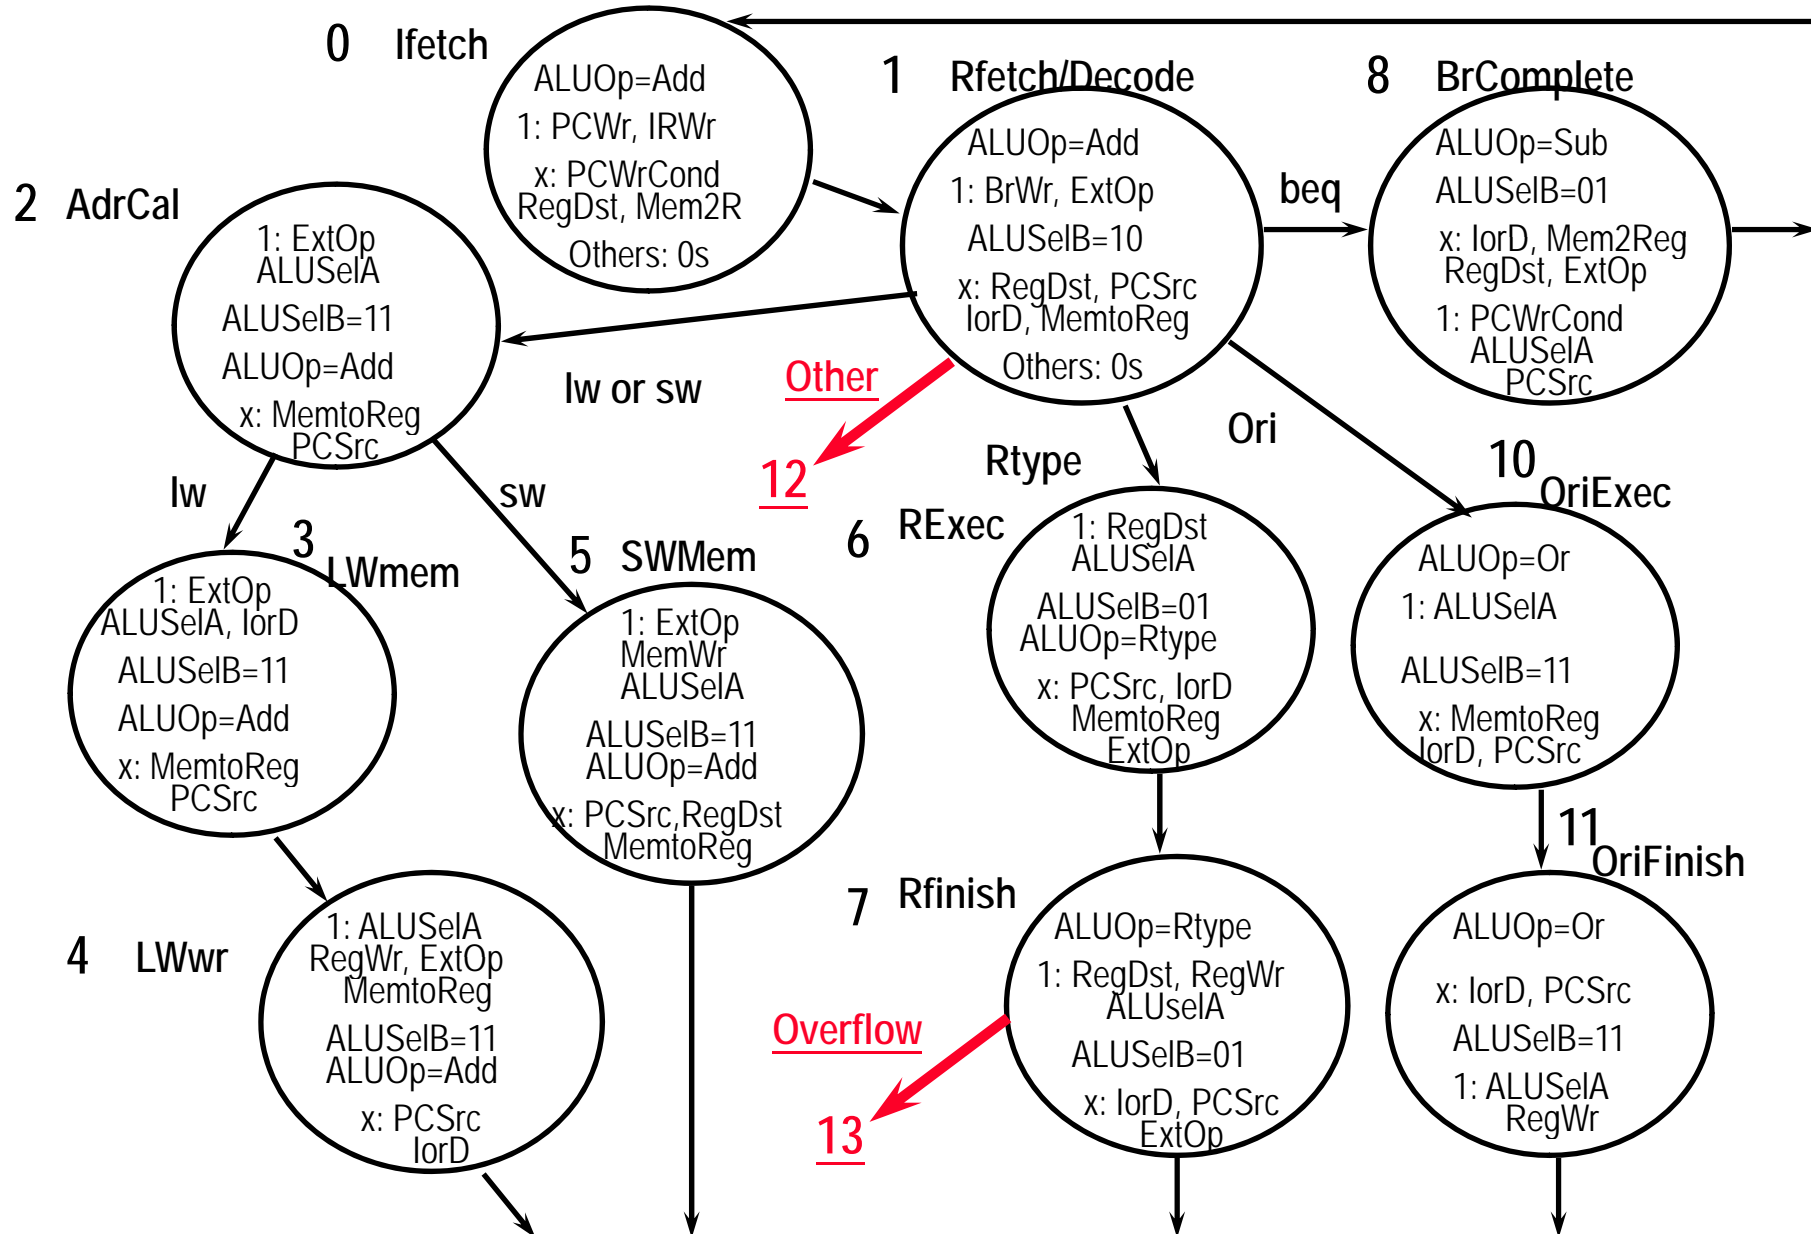 0 Ifetch
ALUOp=Add
1: PCWr, IRWr
x: PCWrCond
RegDst, Mem2R
Others: 0s
1 Rfetch/Decode
ALUOp=Add
1: BrWr, ExtOp
ALUSelB=10
x: RegDst, PCSrc
IorD, MemtoReg
Others: 0s
beq
8 BrComplete
ALUOp=Sub
ALUSelB=01
x: IorD, Mem2Reg
RegDst, ExtOp
1: PCWrCond
ALUSelA
PCSrc
2 AdrCal
1: ExtOp
ALUSelA
ALUSelB=11
ALUOp=Add
x: MemtoReg
PCSrc
lw or sw
Other
12
Rtype
Ori
lw
sw
3
LWmem
1: ExtOp
ALUSelA, IorD
ALUSelB=11
ALUOp=Add
x: MemtoReg
PCSrc
5 SWMem
1: ExtOp
MemWr
ALUSelA
ALUSelB=11
ALUOp=Add
x: PCSrc,RegDst
MemtoReg
6 RExec
1: RegDst
ALUSelA
ALUSelB=01
ALUOp=Rtype
x: PCSrc, IorD
MemtoReg
ExtOp
10
OriExec
ALUOp=Or
1: ALUSelA
ALUSelB=11
x: MemtoReg
IorD, PCSrc
4 LWwr
1: ALUSelA
RegWr, ExtOp
MemtoReg
ALUSelB=11
ALUOp=Add
x: PCSrc
IorD
7 Rfinish
ALUOp=Rtype
1: RegDst, RegWr
ALUselA
ALUSelB=01
x: IorD, PCSrc
ExtOp
Overflow
13
11
OriFinish
ALUOp=Or
x: IorD, PCSrc
ALUSelB=11
1: ALUSelA
RegWr